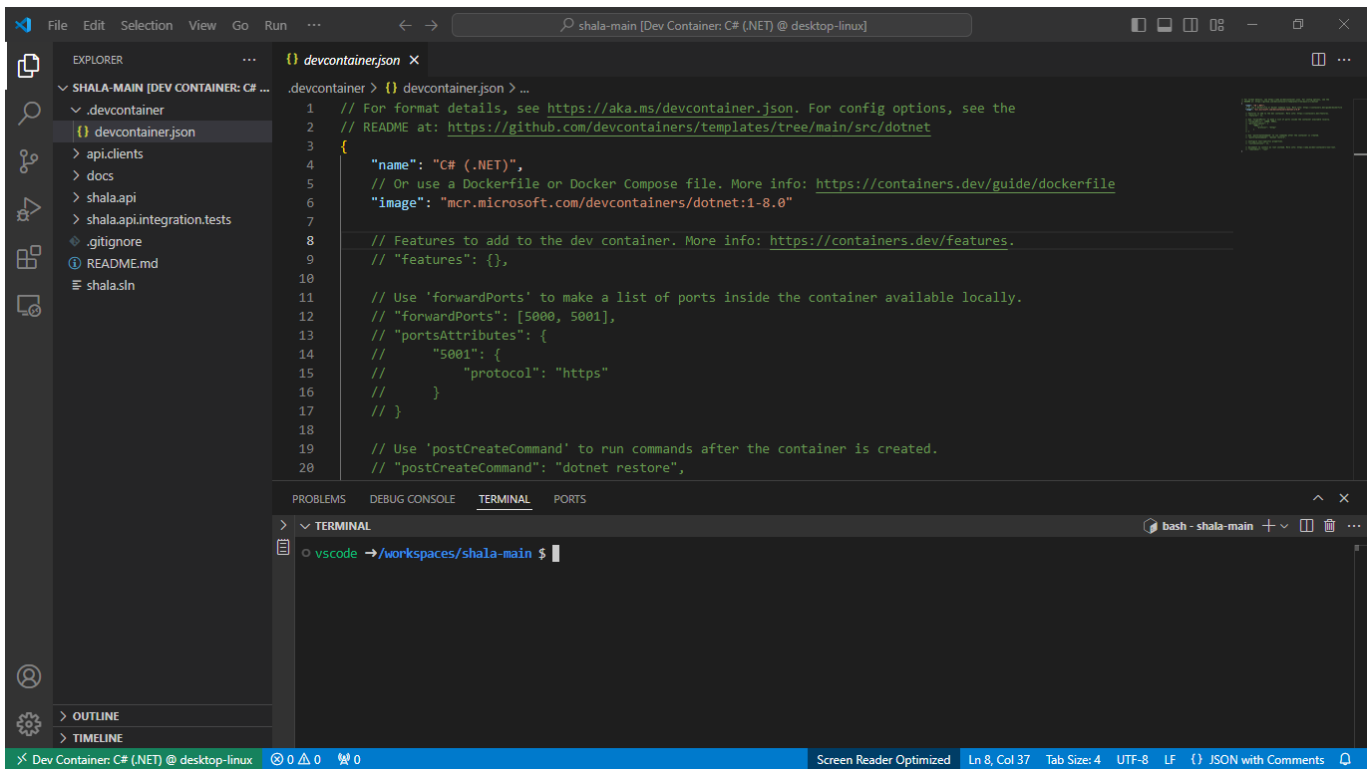 File Edit Selection View Go Run ··· shala-main [Dev Container: C# (.NET) @ desktop-linux]
EXPLORER ···
SHALA-MAIN [DEV CONTAINER: C# ...
.devcontainer
{} devcontainer.json
api.clients
docs
shala.api
shala.api.integration.tests
.gitignore
README.md
shala.sln
OUTLINE
TIMELINE
{} devcontainer.json
.devcontainer > {} devcontainer.json > ...
1 // For format details, see https://aka.ms/devcontainer.json. For config options, see the
2 // README at: https://github.com/devcontainers/templates/tree/main/src/dotnet
3 {
4 "name": "C# (.NET)",
5 // Or use a Dockerfile or Docker Compose file. More info: https://containers.dev/guide/dockerfile
6 "image": "mcr.microsoft.com/devcontainers/dotnet:1-8.0"
7
8 // Features to add to the dev container. More info: https://containers.dev/features.
9 // "features": {},
10
11 // Use 'forwardPorts' to make a list of ports inside the container available locally.
12 // "forwardPorts": [5000, 5001],
13 // "portsAttributes": {
14 // "5001": {
15 // "protocol": "https"
16 // }
17 // }
18
19 // Use 'postCreateCommand' to run commands after the container is created.
20 // "postCreateCommand": "dotnet restore",
PROBLEMS DEBUG CONSOLE TERMINAL PORTS
TERMINAL bash - shala-main
vscode ➜/workspaces/shala-main $
Dev Container: C# (.NET) @ desktop-linux 0 0 0 Screen Reader Optimized Ln 8, Col 37 Tab Size: 4 UTF-8 LF {} JSON with Comments